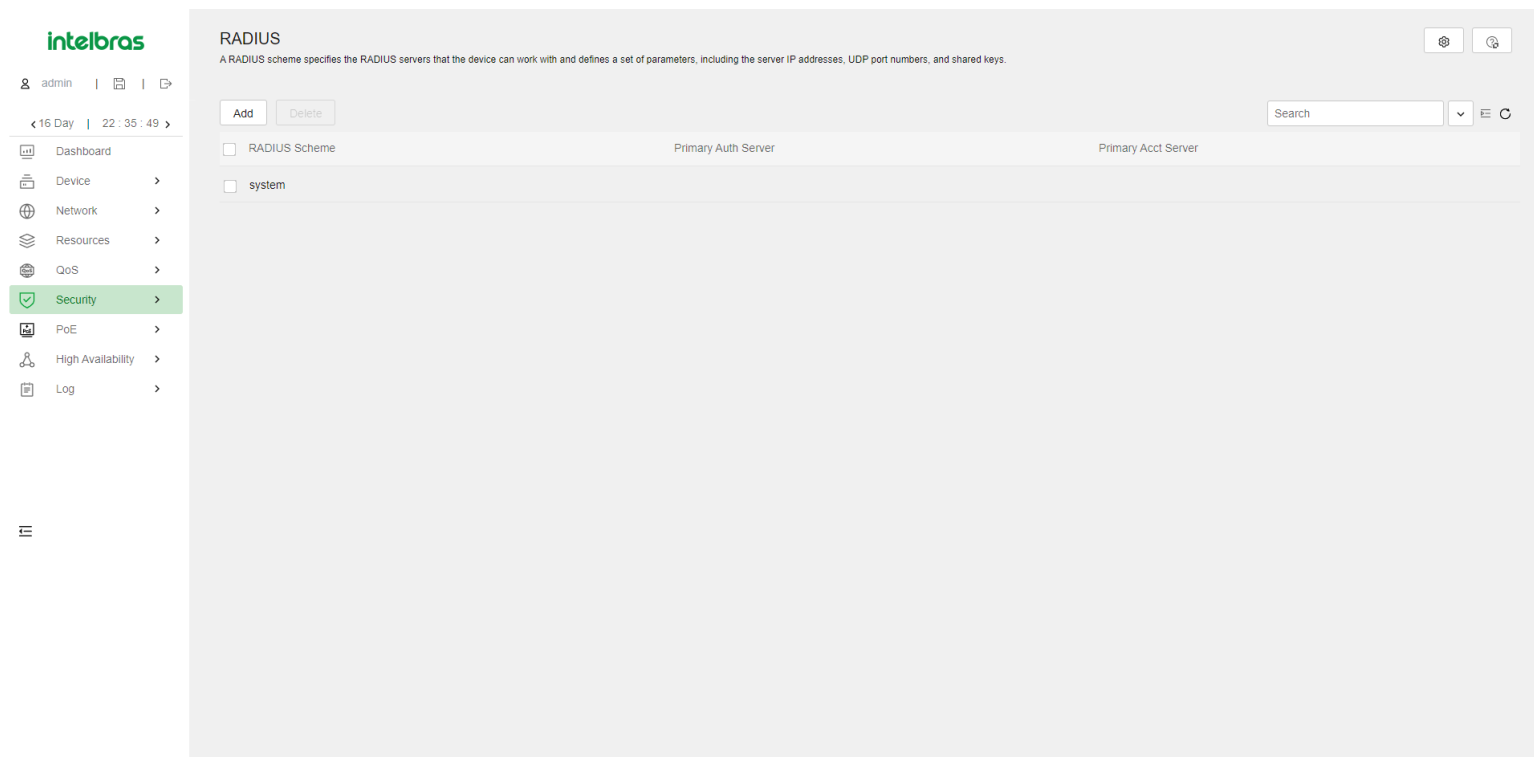 intelbras
admin | |
16 Day | 22 : 35 : 49
Dashboard
Device
Network
Resources
QoS
Security
PoE
High Availability
Log
RADIUS
A RADIUS scheme specifies the RADIUS servers that the device can work with and defines a set of parameters, including the server IP addresses, UDP port numbers, and shared keys.
Add Delete Search
RADIUS Scheme Primary Auth Server Primary Acct Server
system